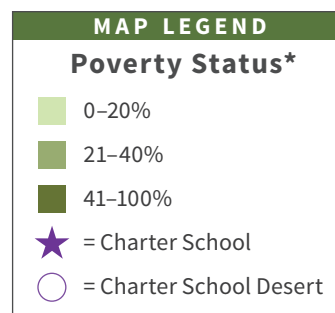 MAP LEGEND
Poverty Status*
0–20%
21–40%
41–100%
= Charter School
= Charter School Desert